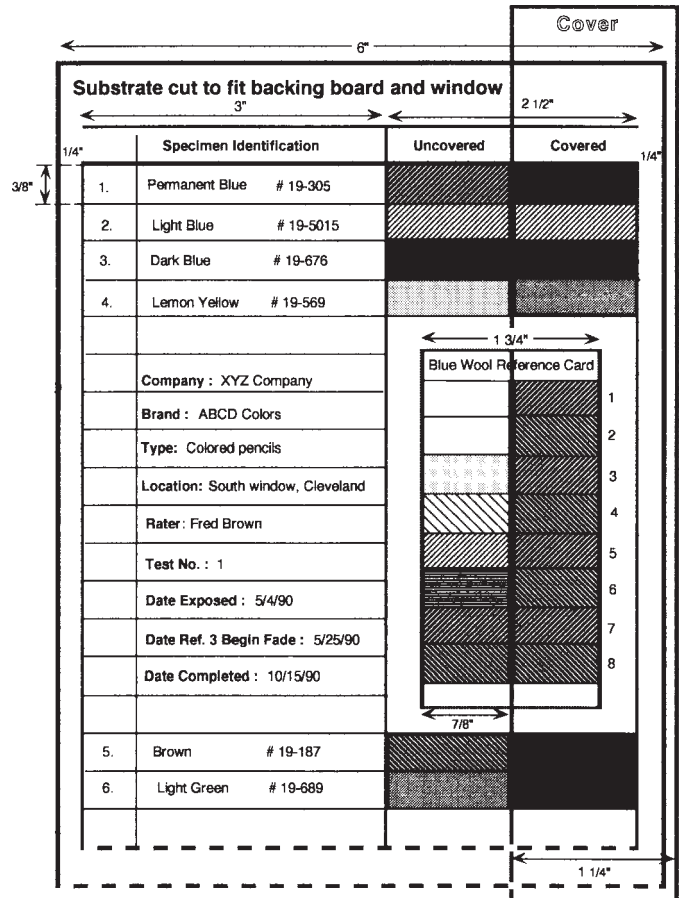 Cover
6"
Substrate cut to fit backing board and window
3"
2 1/2"
1/4"
Specimen Identification
Uncovered
Covered
1/4"
3/8"
1. Permanent Blue # 19-305
2. Light Blue # 19-5015
3. Dark Blue # 19-676
4. Lemon Yellow # 19-569
1 3/4"
Blue Wool Reference Card
Company : XYZ Company
1
Brand : ABCD Colors
2
Type: Colored pencils
3
Location: South window, Cleveland
4
Rater: Fred Brown
5
Test No. : 1
6
Date Exposed : 5/4/90
7
Date Ref. 3 Begin Fade : 5/25/90
8
Date Completed : 10/15/90
7/8"
5. Brown # 19-187
6. Light Green # 19-689
1 1/4"